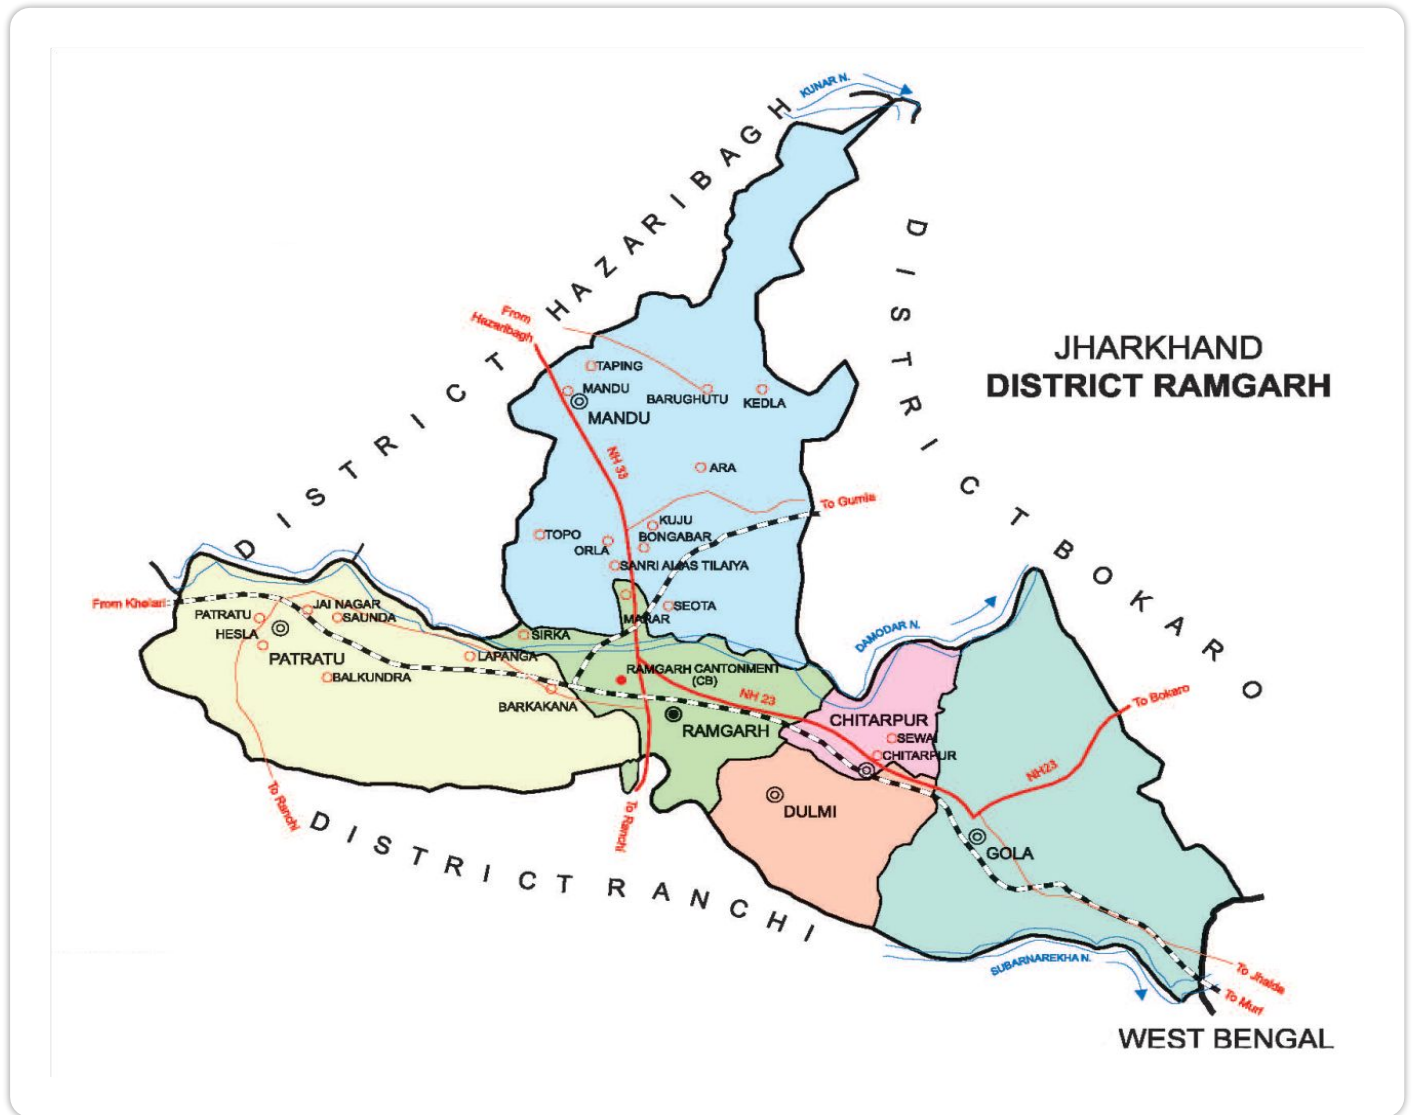 KUNAR N.
DISTRICT HAZARIBAGH
DISTRICT BOKARO
JHARKHAND
DISTRICT RAMGARH
From
Hazaribagh
TAPING
MANDU
MANDU
BARUGHUTU
KEDLA
NH 33
ARA
To Gumia
KUJU
TOPO
ORLA
BONGABAR
SANRI ALIAS TILAIYA
From Khelari
PATRATU
JAI NAGAR
SAUNDA
HESLA
PATRATU
BALKUNDRA
SEOTA
MARAR
SIRKA
LAPANGA
BARKAKANA
RAMGARH CANTONMENT
(CB)
RAMGARH
NH 23
DAMODAR N.
CHITARPUR
SEWAI
CHITARPUR
To Bokaro
NH23
DULMI
GOLA
To Ranchi
To Ranchi
DISTRICT RANCHI
SUBARNAREKHA N.
To Jhalda
To Muri
WEST BENGAL